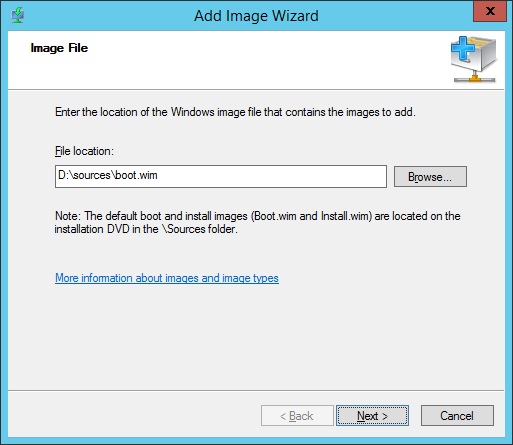 Add Image Wizard
x
Image File
Enter the location of the Windows image file that contains the images to add.
File location:
D:\sources\boot.wim
Browse...
Note: The default boot and install images (Boot.wim and Install.wim) are located on the
installation DVD in the \Sources folder.
More information about images and image types
< Back
Next >
Cancel